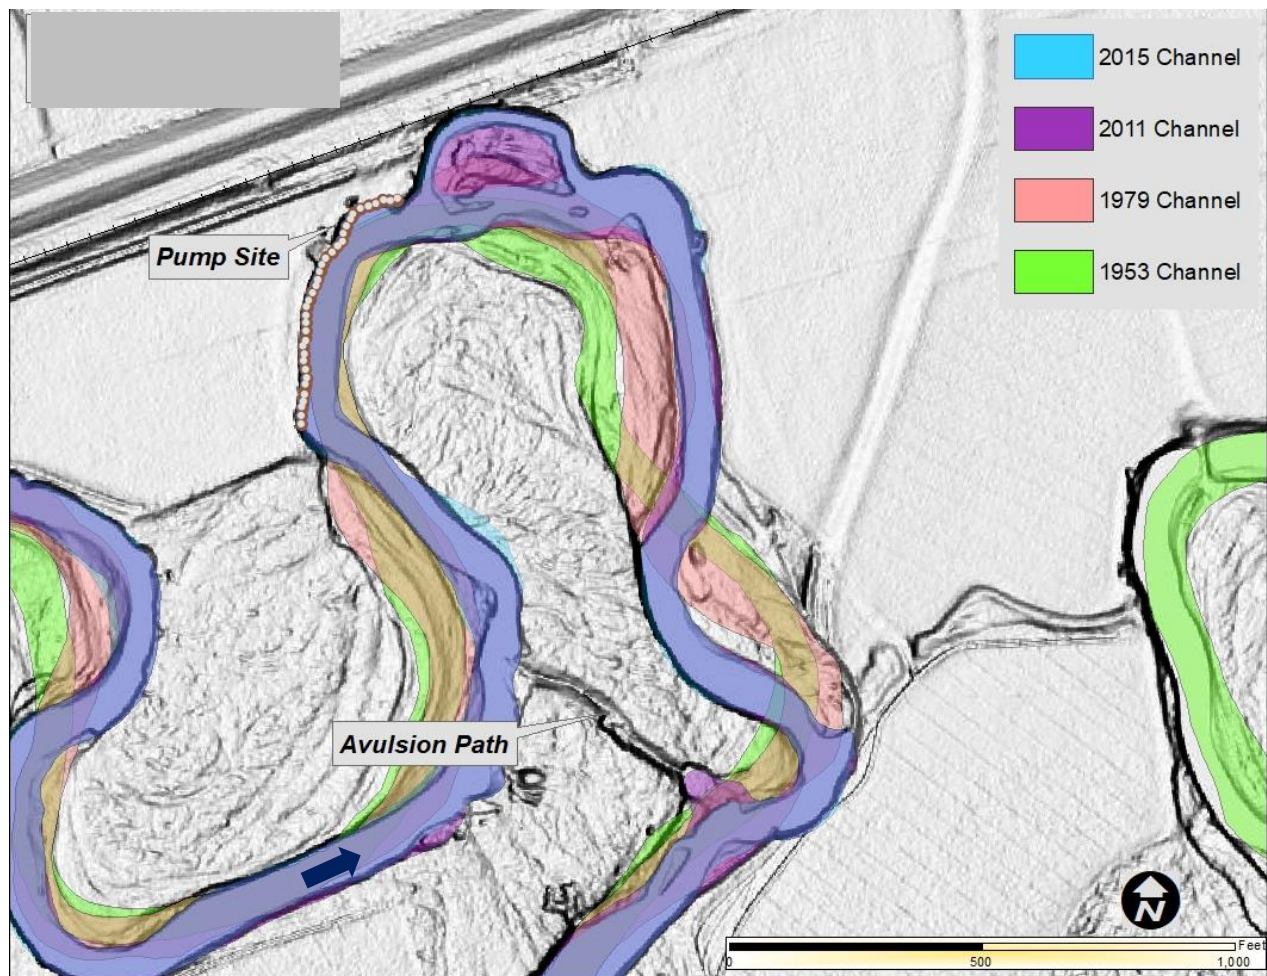 2015 Channel
2011 Channel
1979 Channel
1953 Channel
Pump Site
Avulsion Path
N
Feet
0 500 1,000